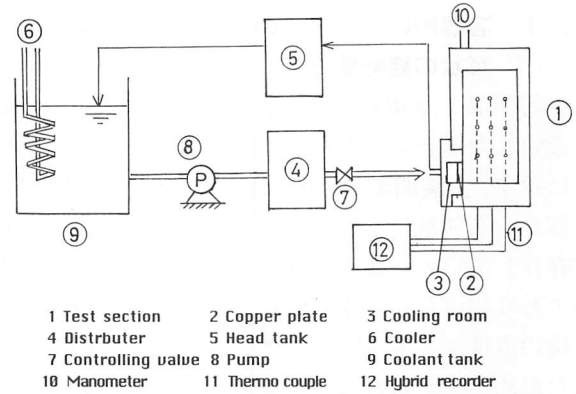 6
10
5
1
8
P
4
7
9
12
11
3
2
1 Test section 2 Copper plate 3 Cooling room
4 Distrbuter 5 Head tank 6 Cooler
7 Controlling valve 8 Pump 9 Coolant tank
10 Manometer 11 Thermo couple 12 Hybrid recorder